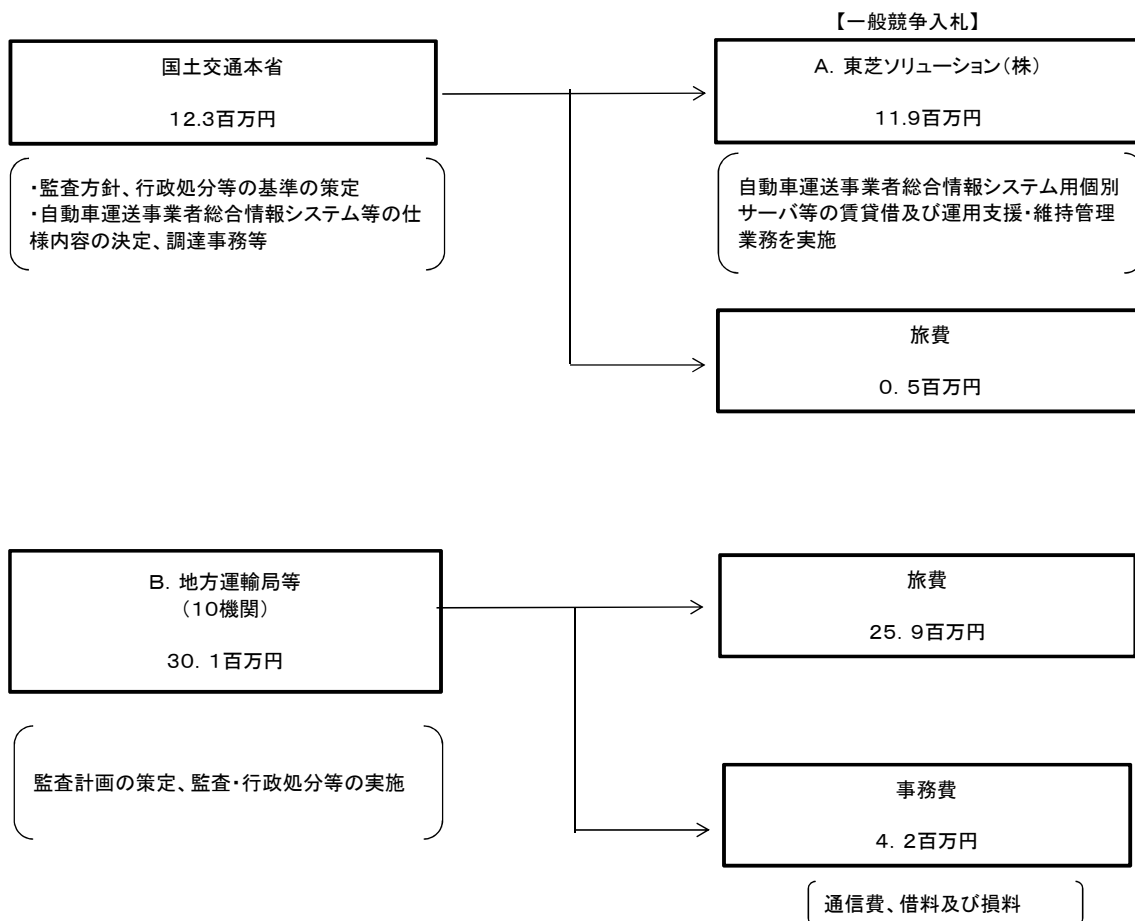 【一般競争入札】
国土交通本省
12.3百万円
A．東芝ソリューション（株）
11.9百万円
・監査方針、行政処分等の基準の策定
・自動車運送事業者総合情報システム等の仕
様内容の決定、調達事務等
自動車運送事業者総合情報システム用個別
サーバ等の賃貸借及び運用支援・維持管理
業務を実施
旅費
０．５百万円
B．地方運輸局等
（１０機関）
３０．１百万円
旅費
２５．９百万円
監査計画の策定、監査・行政処分等の実施
事務費
４．２百万円
通信費、借料及び損料